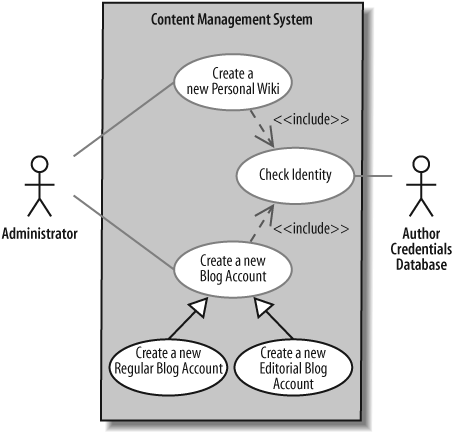 Content Management System
Create a
new Personal Wiki
<<include>>
Check Identity
Administrator
Author
Credentials
Database
<<include>>
Create a new
Blog Account
Create a new
Regular Blog Account
Create a new
Editorial Blog
Account